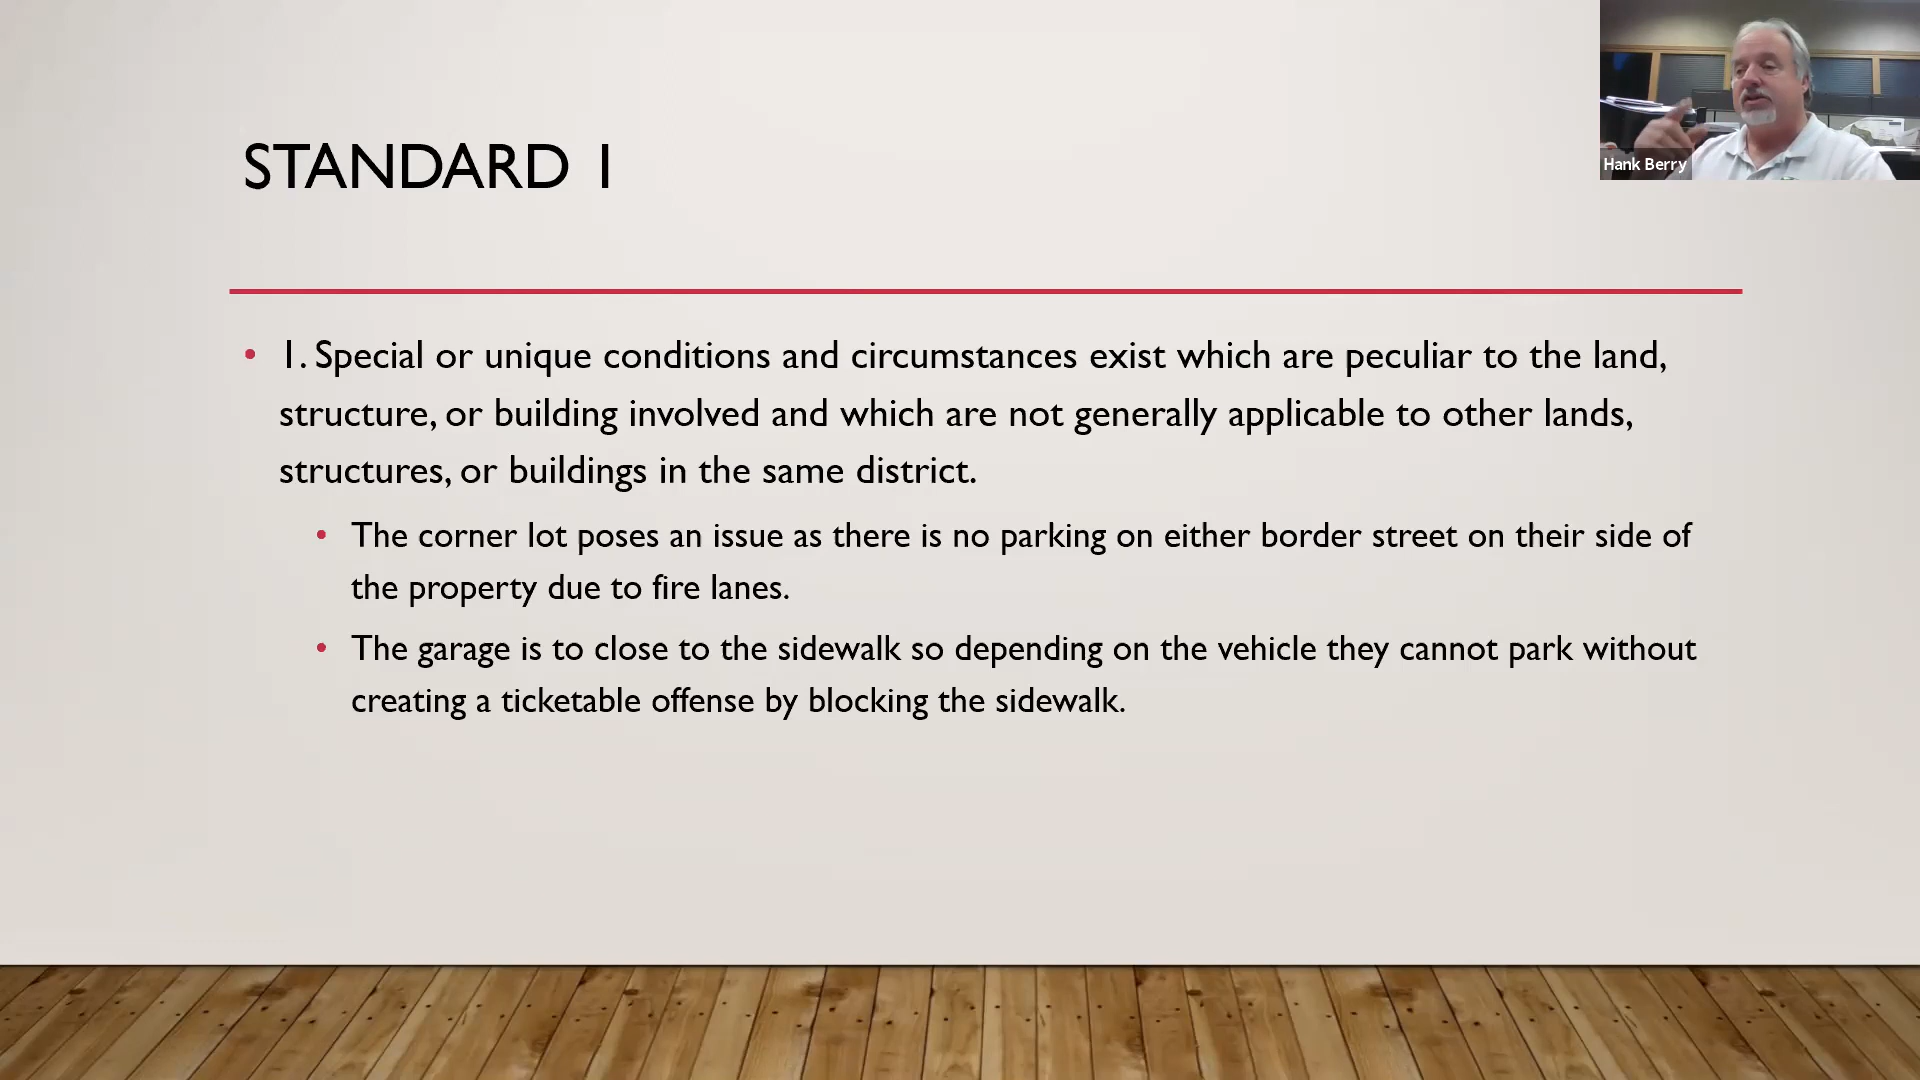 STANDARD 1
Hank Berry
• 1. Special or unique conditions and circumstances exist which are peculiar to the land,
structure, or building involved and which are not generally applicable to other lands,
structures, or buildings in the same district.
• The corner lot poses an issue as there is no parking on either border street on their side of
the property due to fire lanes.
• The garage is to close to the sidewalk so depending on the vehicle they cannot park without
creating a ticketable offense by blocking the sidewalk.